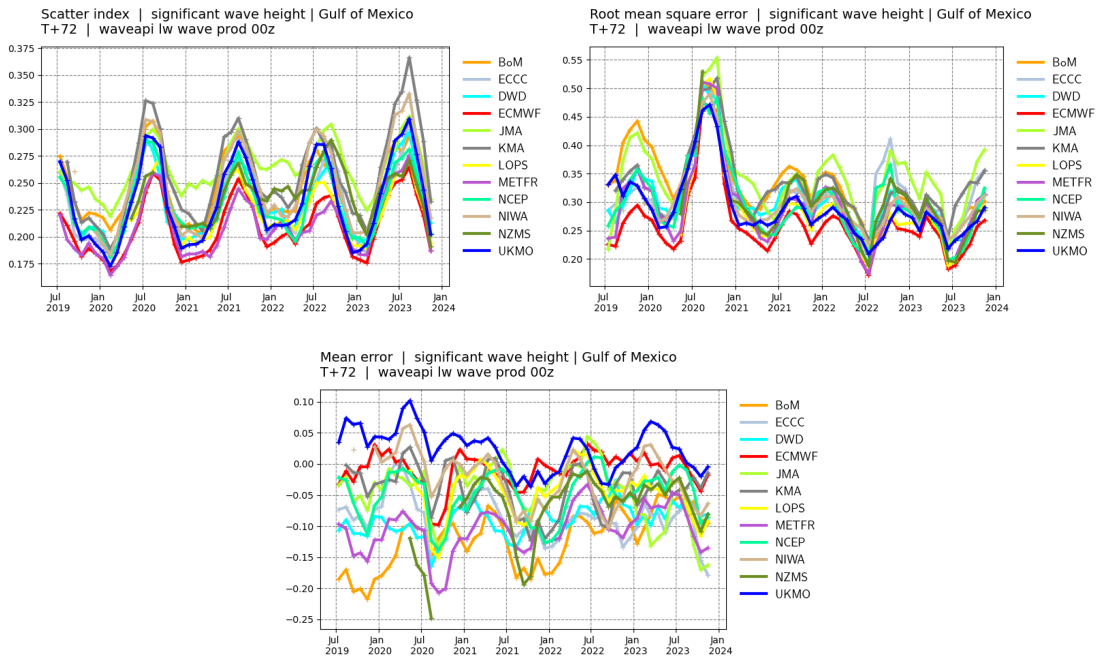 Scatter index | significant wave height | Gulf of Mexico
T+72 | waveapi lw wave prod 00z
0.375
0.350
0.325
0.300
0.275
0.250
0.225
0.200
0.175
Jul Jan Jul Jan Jul Jan Jul Jan Jul Jan
2019 2020 2020 2021 2021 2022 2022 2023 2023 2024
BoM
ECCC
DWD
ECMWF
JMA
KMA
LOPS
METFR
NCEP
NIWA
NZMS
UKMO
Root mean square error | significant wave height | Gulf of Mexico
T+72 | waveapi lw wave prod 00z
0.55
0.50
0.45
0.40
0.35
0.30
0.25
0.20
Jul Jan Jul Jan Jul Jan Jul Jan Jul Jan
2019 2020 2020 2021 2021 2022 2022 2023 2023 2024
BoM
ECCC
DWD
ECMWF
JMA
KMA
LOPS
METFR
NCEP
NIWA
NZMS
UKMO
Mean error | significant wave height | Gulf of Mexico
T+72 | waveapi lw wave prod 00z
0.10
0.05
0.00
−0.05
−0.10
−0.15
−0.20
−0.25
Jul Jan Jul Jan Jul Jan Jul Jan Jul Jan
2019 2020 2020 2021 2021 2022 2022 2023 2023 2024
BoM
ECCC
DWD
ECMWF
JMA
KMA
LOPS
METFR
NCEP
NIWA
NZMS
UKMO